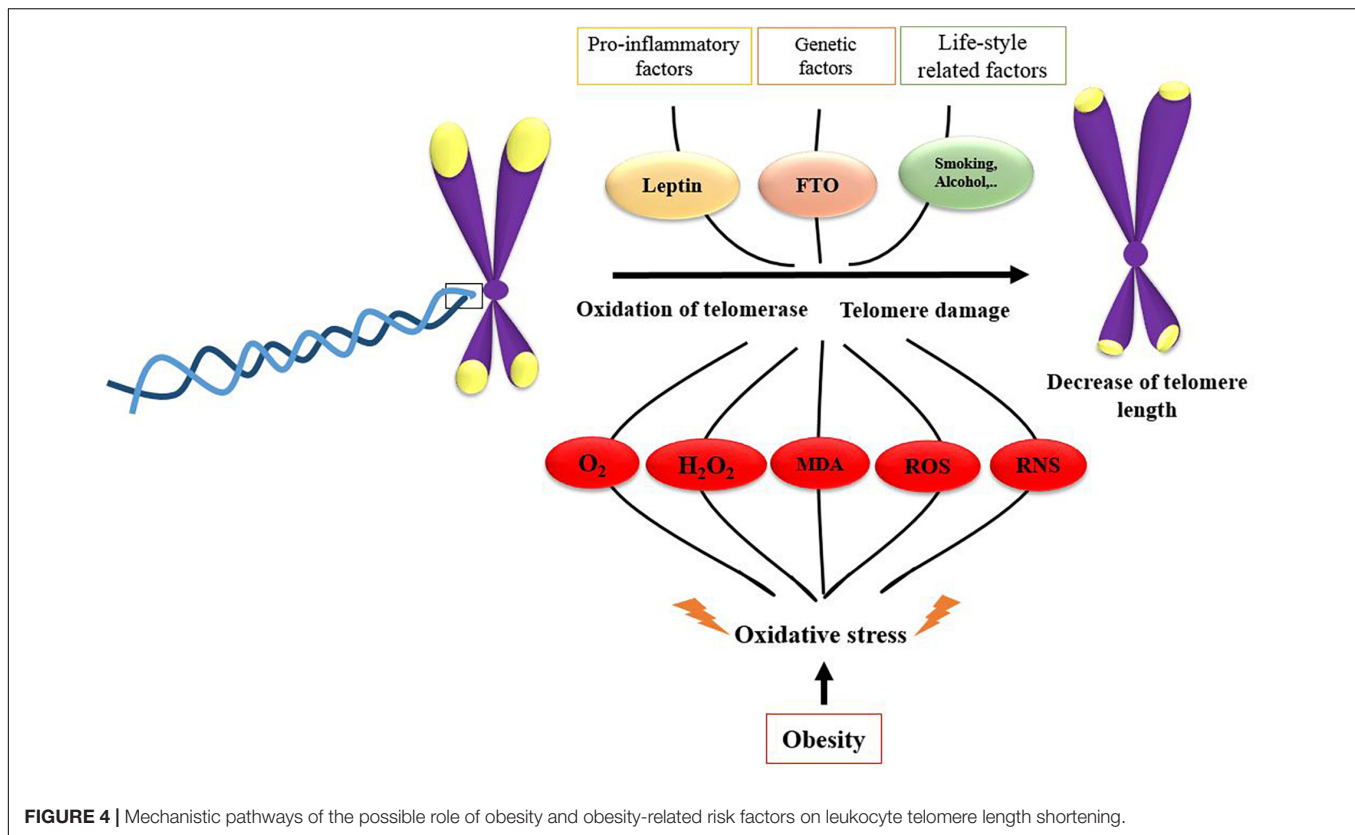 Pro-inflammatory
factors
Genetic
factors
Life-style
related factors
Leptin
FTO
Smoking,
Alcohol,..
Oxidation of telomerase
Telomere damage
Decrease of telomere
length
O₂
H₂O₂
MDA
ROS
RNS
Oxidative stress
Obesity
FIGURE 4 | Mechanistic pathways of the possible role of obesity and obesity-related risk factors on leukocyte telomere length shortening.